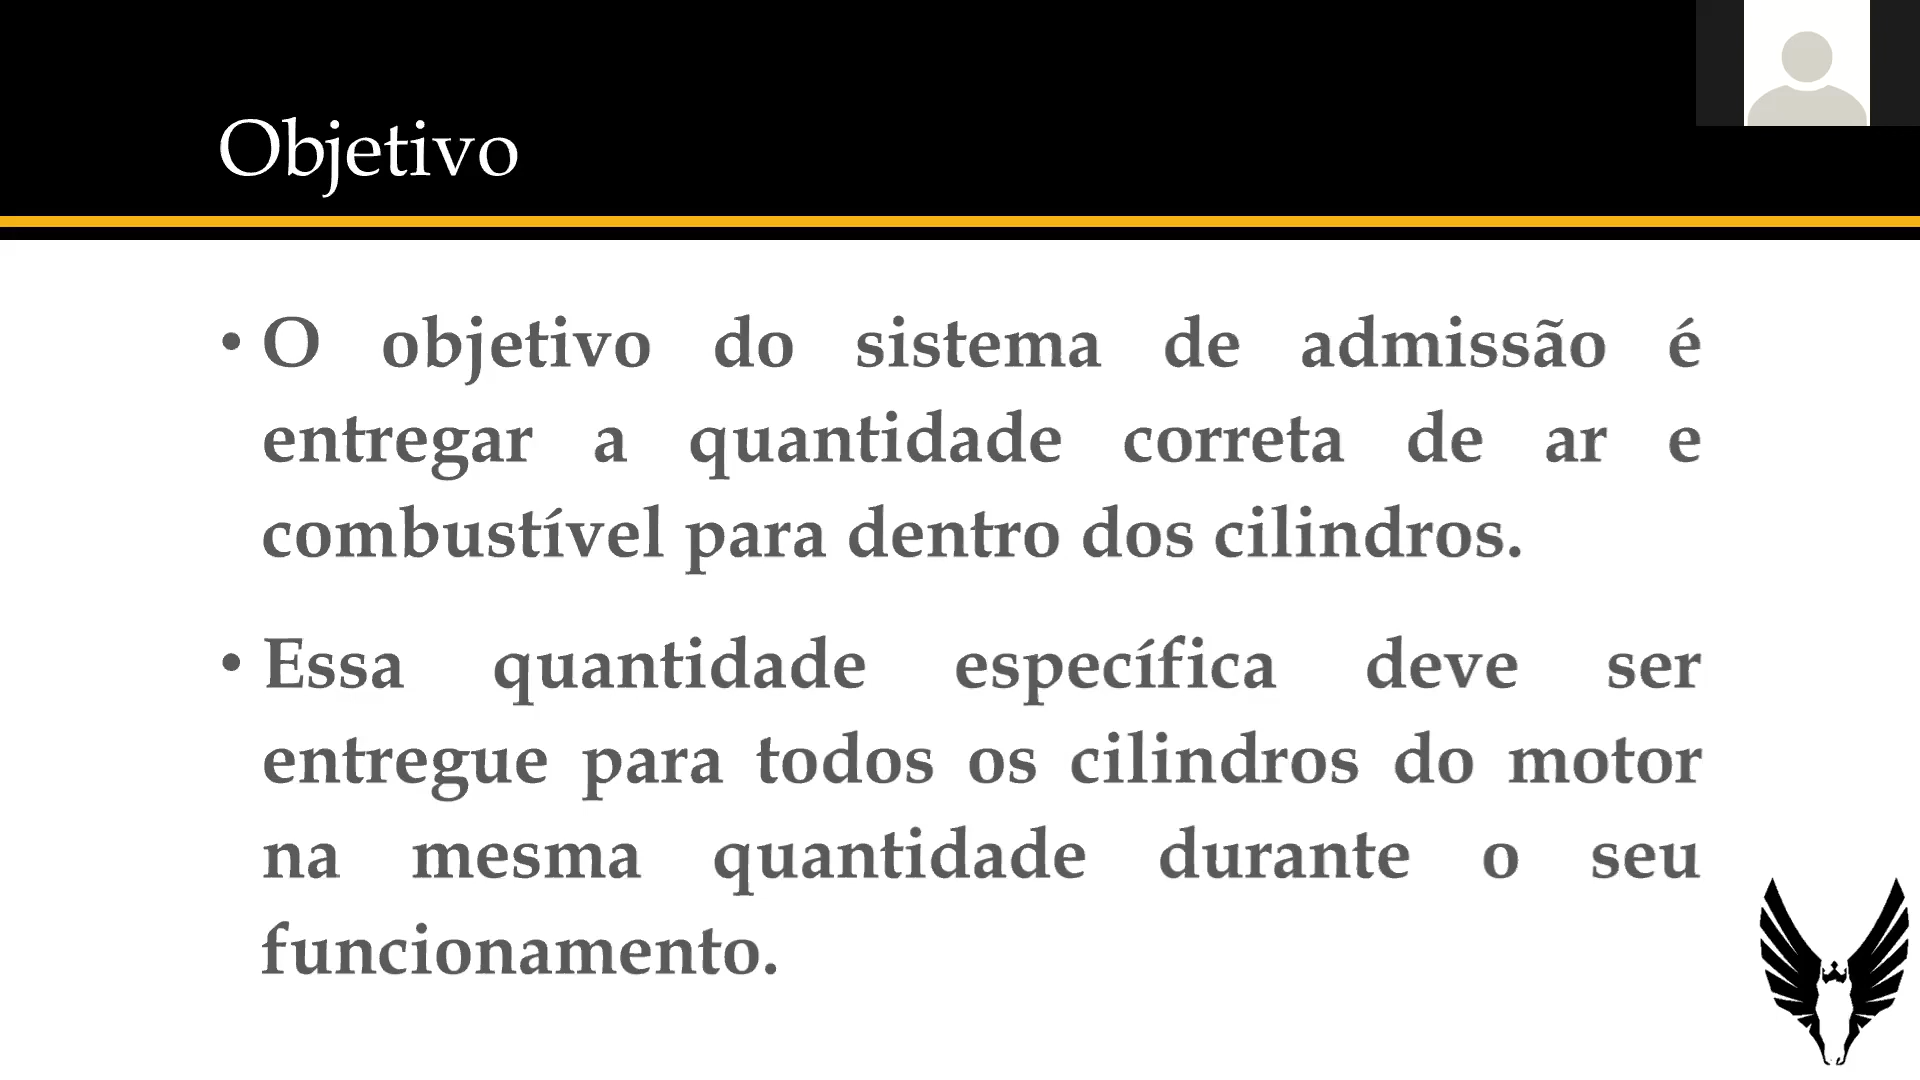 Objetivo
• O objetivo do sistema de admissão é
entregar a quantidade correta de ar e
combustível para dentro dos cilindros.
• Essa quantidade específica deve ser
entregue para todos os cilindros do motor
na mesma quantidade durante o seu
funcionamento.